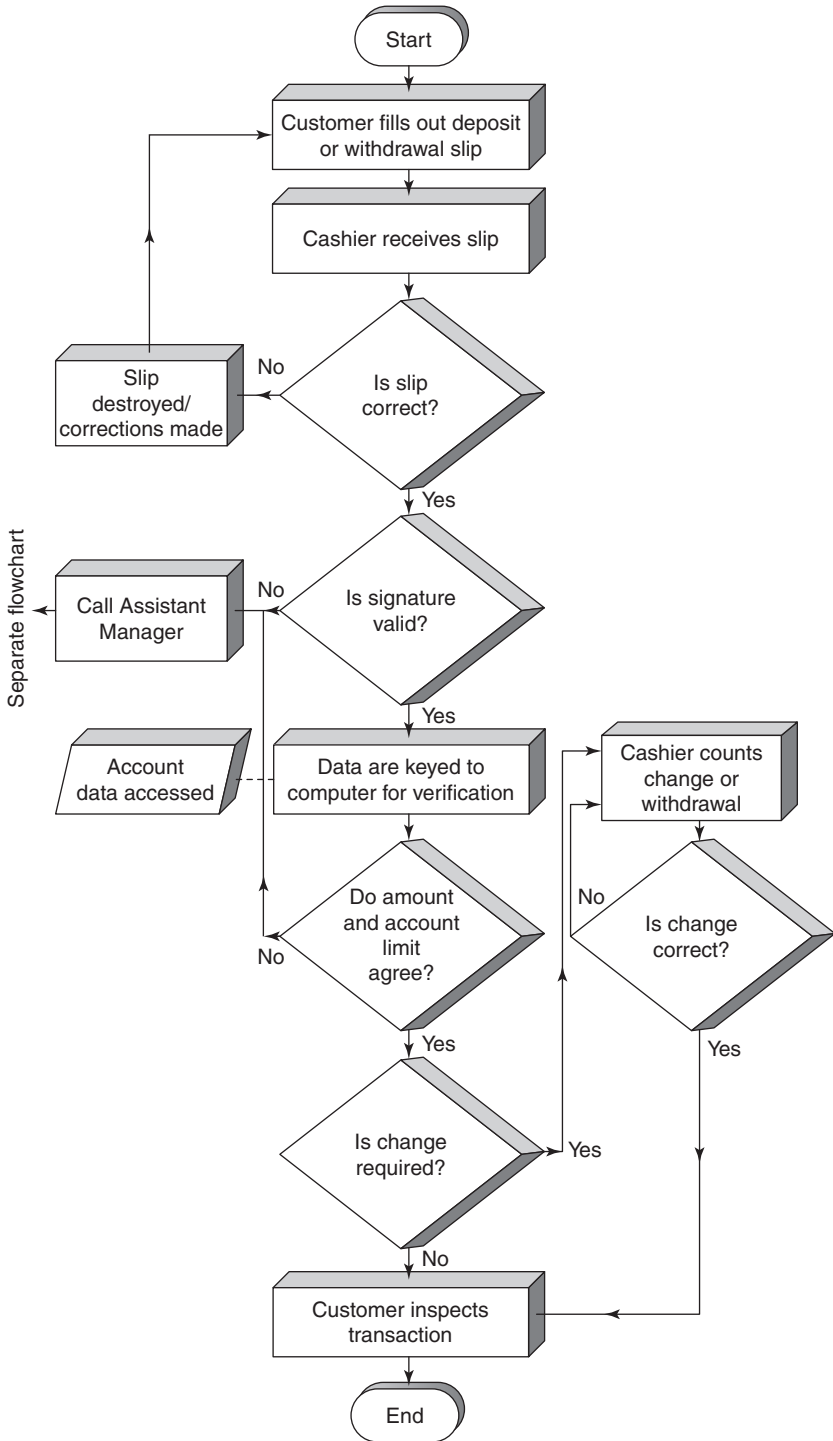 Start
Customer fills out deposit
or withdrawal slip
Cashier receives slip
Is slip
correct?
No
Slip
destroyed/
corrections made
Yes
Is signature
valid?
No
Call Assistant
Manager
Separate flowchart
Yes
Data are keyed to
computer for verification
Account
data accessed
Do amount
and account
limit
agree?
No
Yes
Is change
required?
Yes
Cashier counts
change or
withdrawal
Is change
correct?
No
Yes
No
Customer inspects
transaction
End